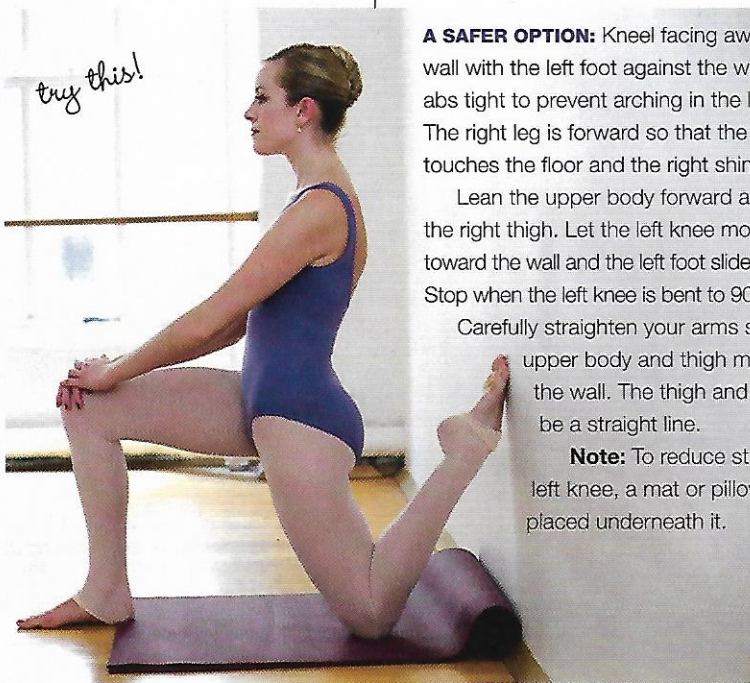 try this!
A SAFER OPTION: Kneel facing aw
wall with the left foot against the w
abs tight to prevent arching in the l
The right leg is forward so that the
touches the floor and the right shin
Lean the upper body forward a
the right thigh. Let the left knee mo
toward the wall and the left foot slide
Stop when the left knee is bent to 90
Carefully straighten your arms s
upper body and thigh m
the wall. The thigh and
be a straight line.
Note: To reduce st
left knee, a mat or pillo
placed underneath it.